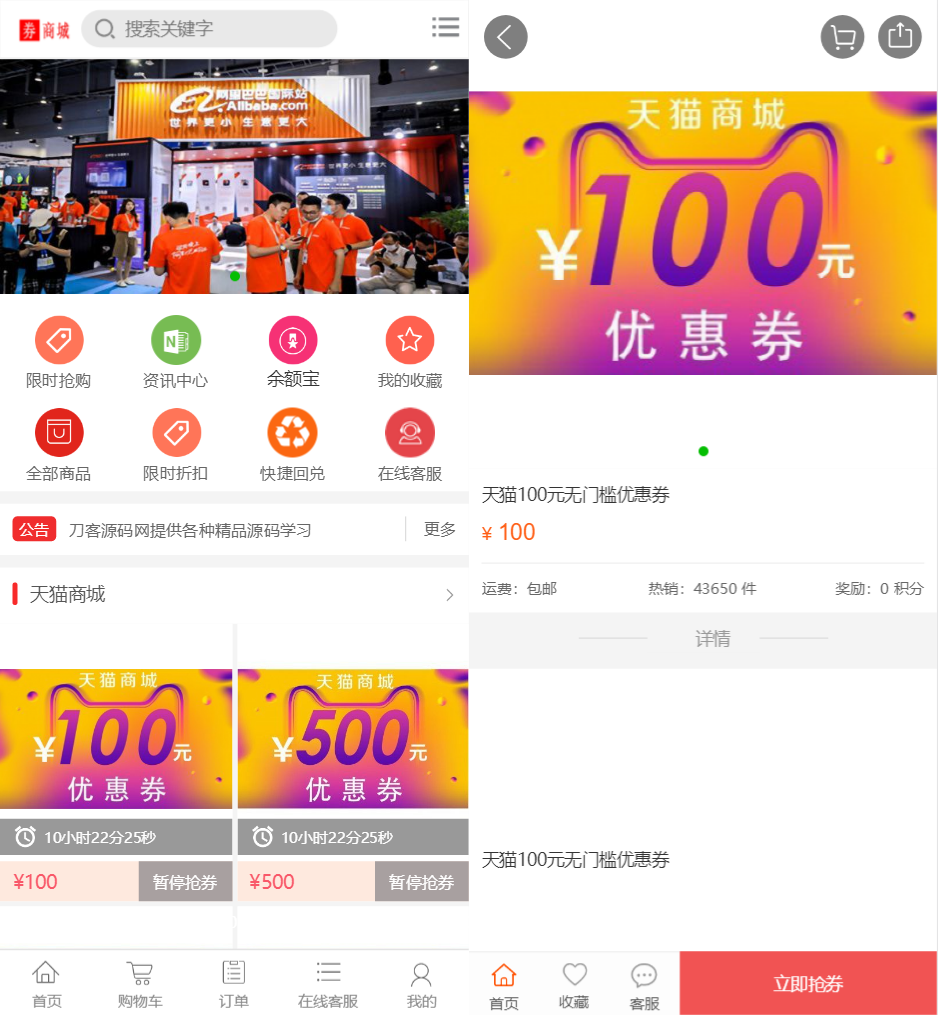 券商城
搜索关键字
阿里巴巴国际站
Alibaba.com
世界更小生意更大
限时抢购
资讯中心
余额宝
我的收藏
N
全部商品
限时折扣
快捷回兑
在线客服
公告
刀客源码网提供各种精品源码学习
更多
天猫商城
天猫商城
¥100元
优惠券
天猫商城
¥500元
优惠券
10小时22分25秒
10小时22分25秒
¥100
暂停抢券
¥500
暂停抢券
首页
购物车
订单
在线客服
我的
天猫商城
¥100元
优惠券
天猫100元无门槛优惠券
¥ 100
运费：包邮
热销：43650 件
奖励：0 积分
详情
天猫100元无门槛优惠券
首页
收藏
客服
立即抢券